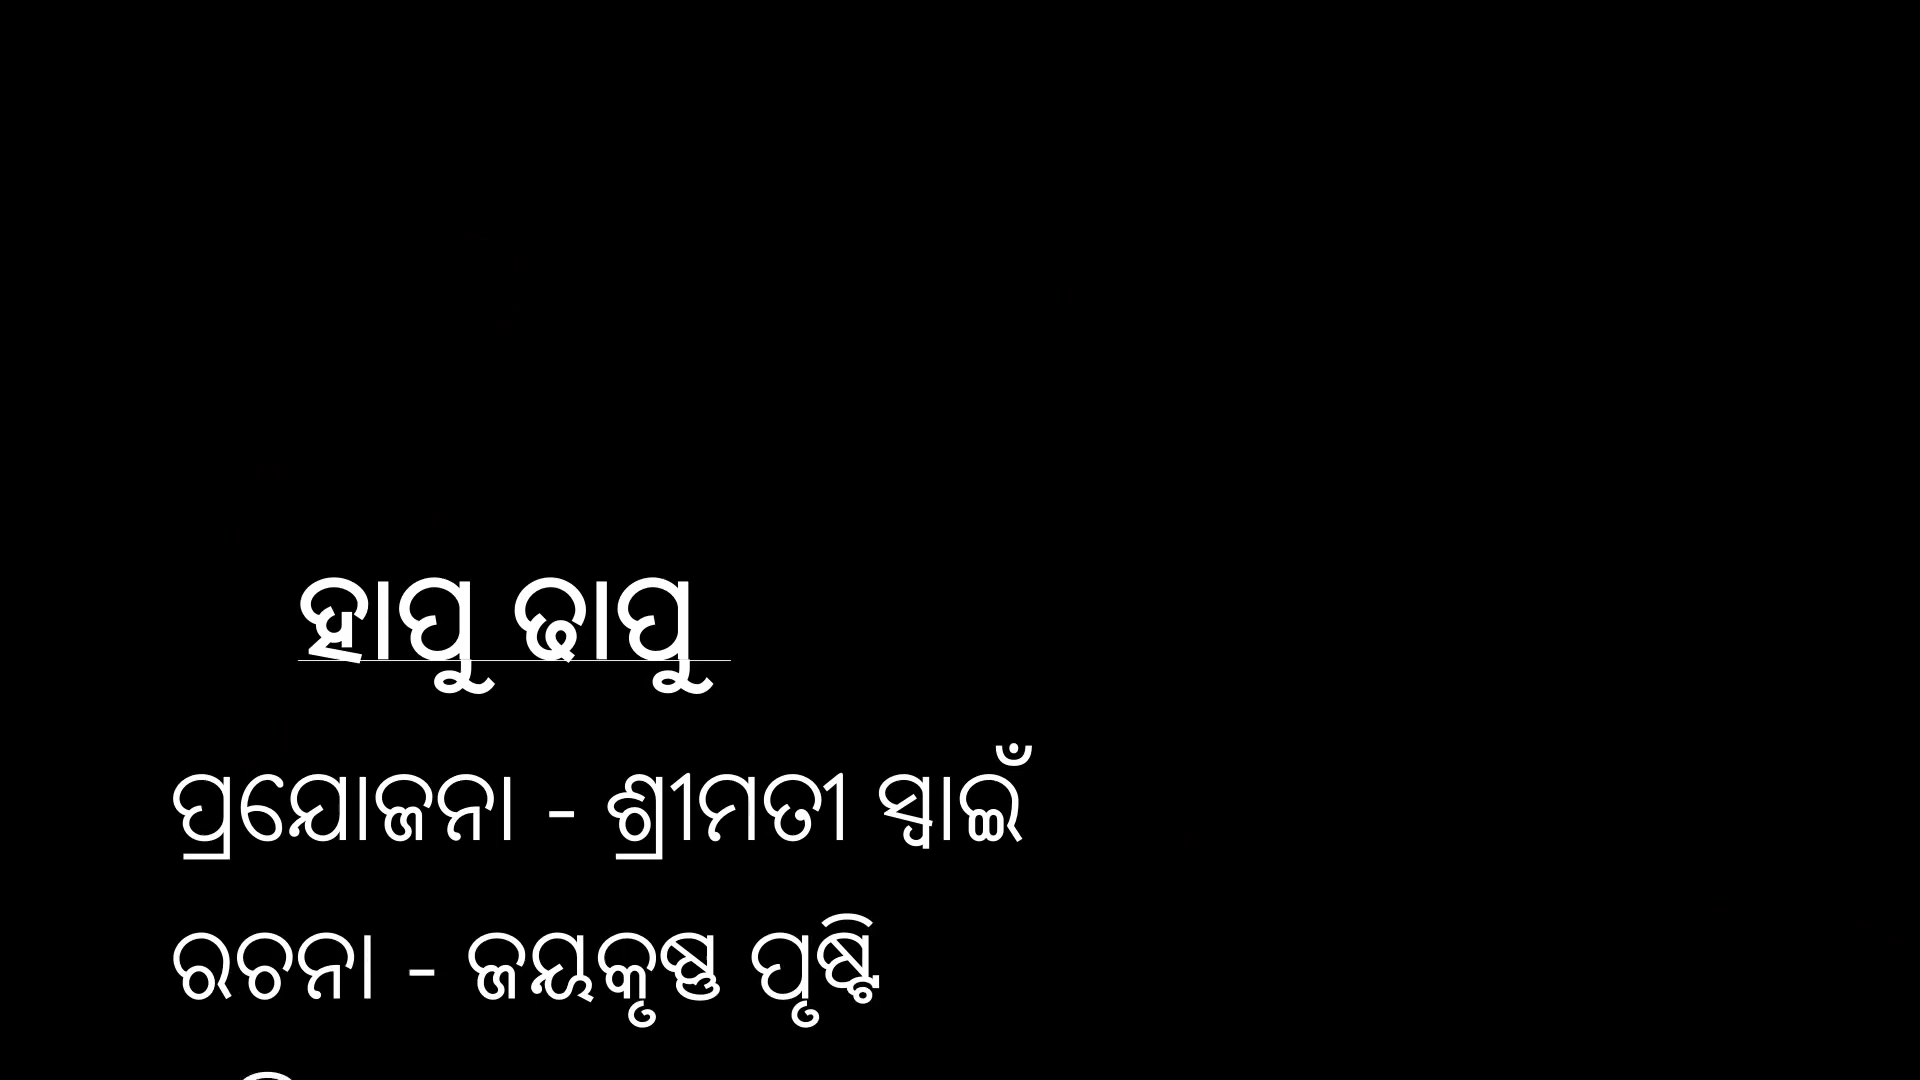 ହାପୁ ଢାପୁ
ପ୍ରଯୋଜନା - ଶ୍ରୀମତୀ ସ୍ୱାଇଁ
ରଚନା - ଜୟକୃଷ୍ଣ ପୃଷ୍ଟି